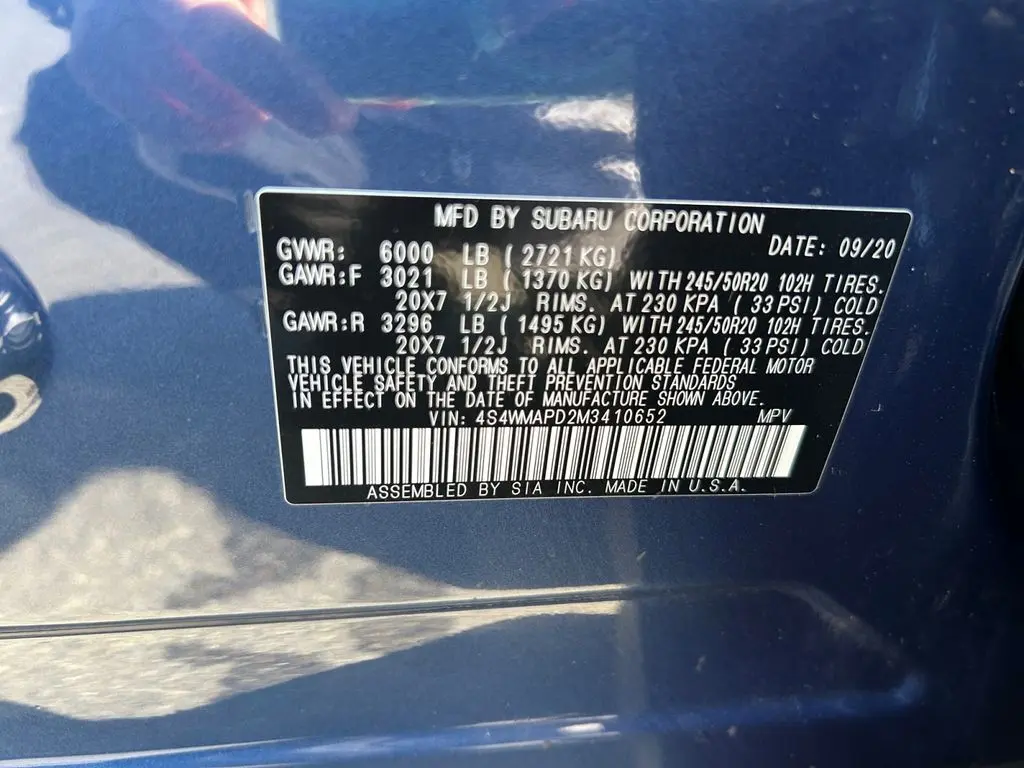 MFD BY SUBARU CORPORATION
DATE: 09/20
GVWR: 6000 LB ( 2721 KG)
GAWR:F 3021 LB ( 1370 KG) WITH 245/50R20 102H TIRES.
20X7 1/2J RIMS. AT 230 KPA ( 33 PSI) COLD
GAWR:R 3296 LB ( 1495 KG) WITH 245/50R20 102H TIRES.
20X7 1/2J RIMS. AT 230 KPA ( 33 PSI) COLD
THIS VEHICLE CONFORMS TO ALL APPLICABLE FEDERAL MOTOR
VEHICLE SAFETY AND THEFT PREVENTION STANDARDS
IN EFFECT ON THE DATE OF MANUFACTURE SHOWN ABOVE.
VIN: 4S4WMAPD2M3410652 MPV
ASSEMBLED BY SIA INC. MADE IN U.S.A.